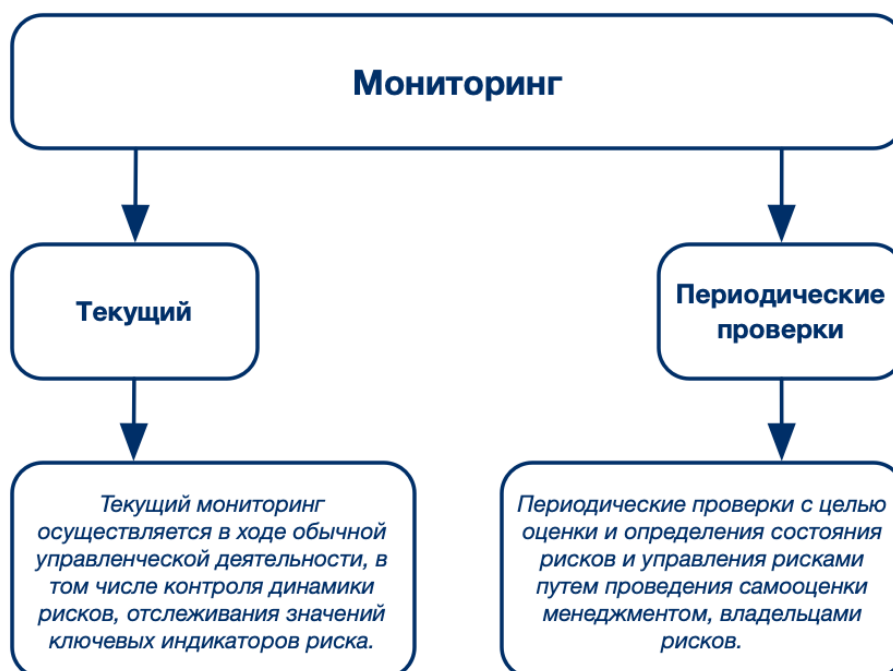 Мониторинг
Текущий
Периодические
проверки
Текущий мониторинг
осуществляется в ходе обычной
управленческой деятельности, в
том числе контроля динамики
рисков, отслеживания значений
ключевых индикаторов риска.
Периодические проверки с целью
оценки и определения состояния
рисков и управления рисками
путем проведения самооценки
менеджментом, владельцами
рисков.